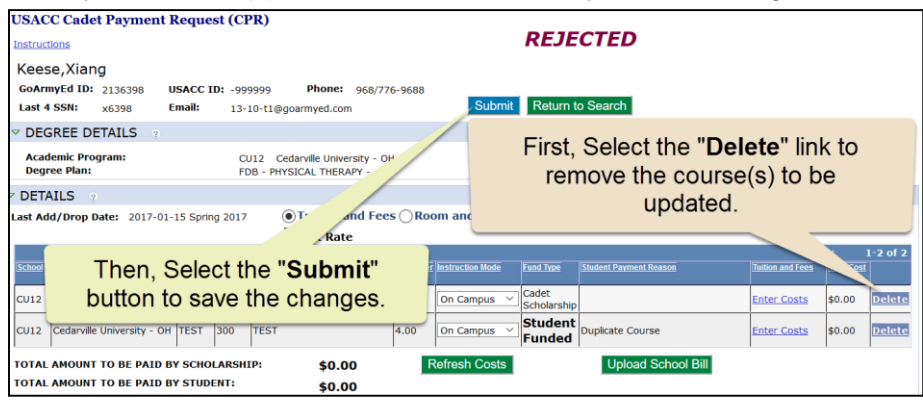 USACC Cadet Payment Request (CPR)
REJECTED
Instructions
Keese,Xiang
GoArmyEd ID: 2136398 USACC ID: -999999 Phone: 968/776-9688
Last 4 SSN: x6398 Email: 13-10-t1@goarmyed.com
Submit Return to Search
DEGREE DETAILS ?
Academic Program: CU12 Cedarville University - OH
Degree Plan: FDB - PHYSICAL THERAPY -
First, Select the "Delete" link to
remove the course(s) to be
updated.
DETAILS ?
Last Add/Drop Date: 2017-01-15 Spring 2017 and Fees Room and
Rate
1-2 of 2
School Instruction Mode Fund Type Student Payment Reason Tuition and Fees
Then, Select the "Submit"
button to save the changes.
CU12 On Campus Cadet Scholarship Enter Costs $0.00 Delete
CU12 Cedarville University - OH TEST 300 TEST 4.00 On Campus Student Funded Duplicate Course Enter Costs $0.00 Delete
TOTAL AMOUNT TO BE PAID BY SCHOLARSHIP: $0.00 Refresh Costs Upload School Bill
TOTAL AMOUNT TO BE PAID BY STUDENT: $0.00